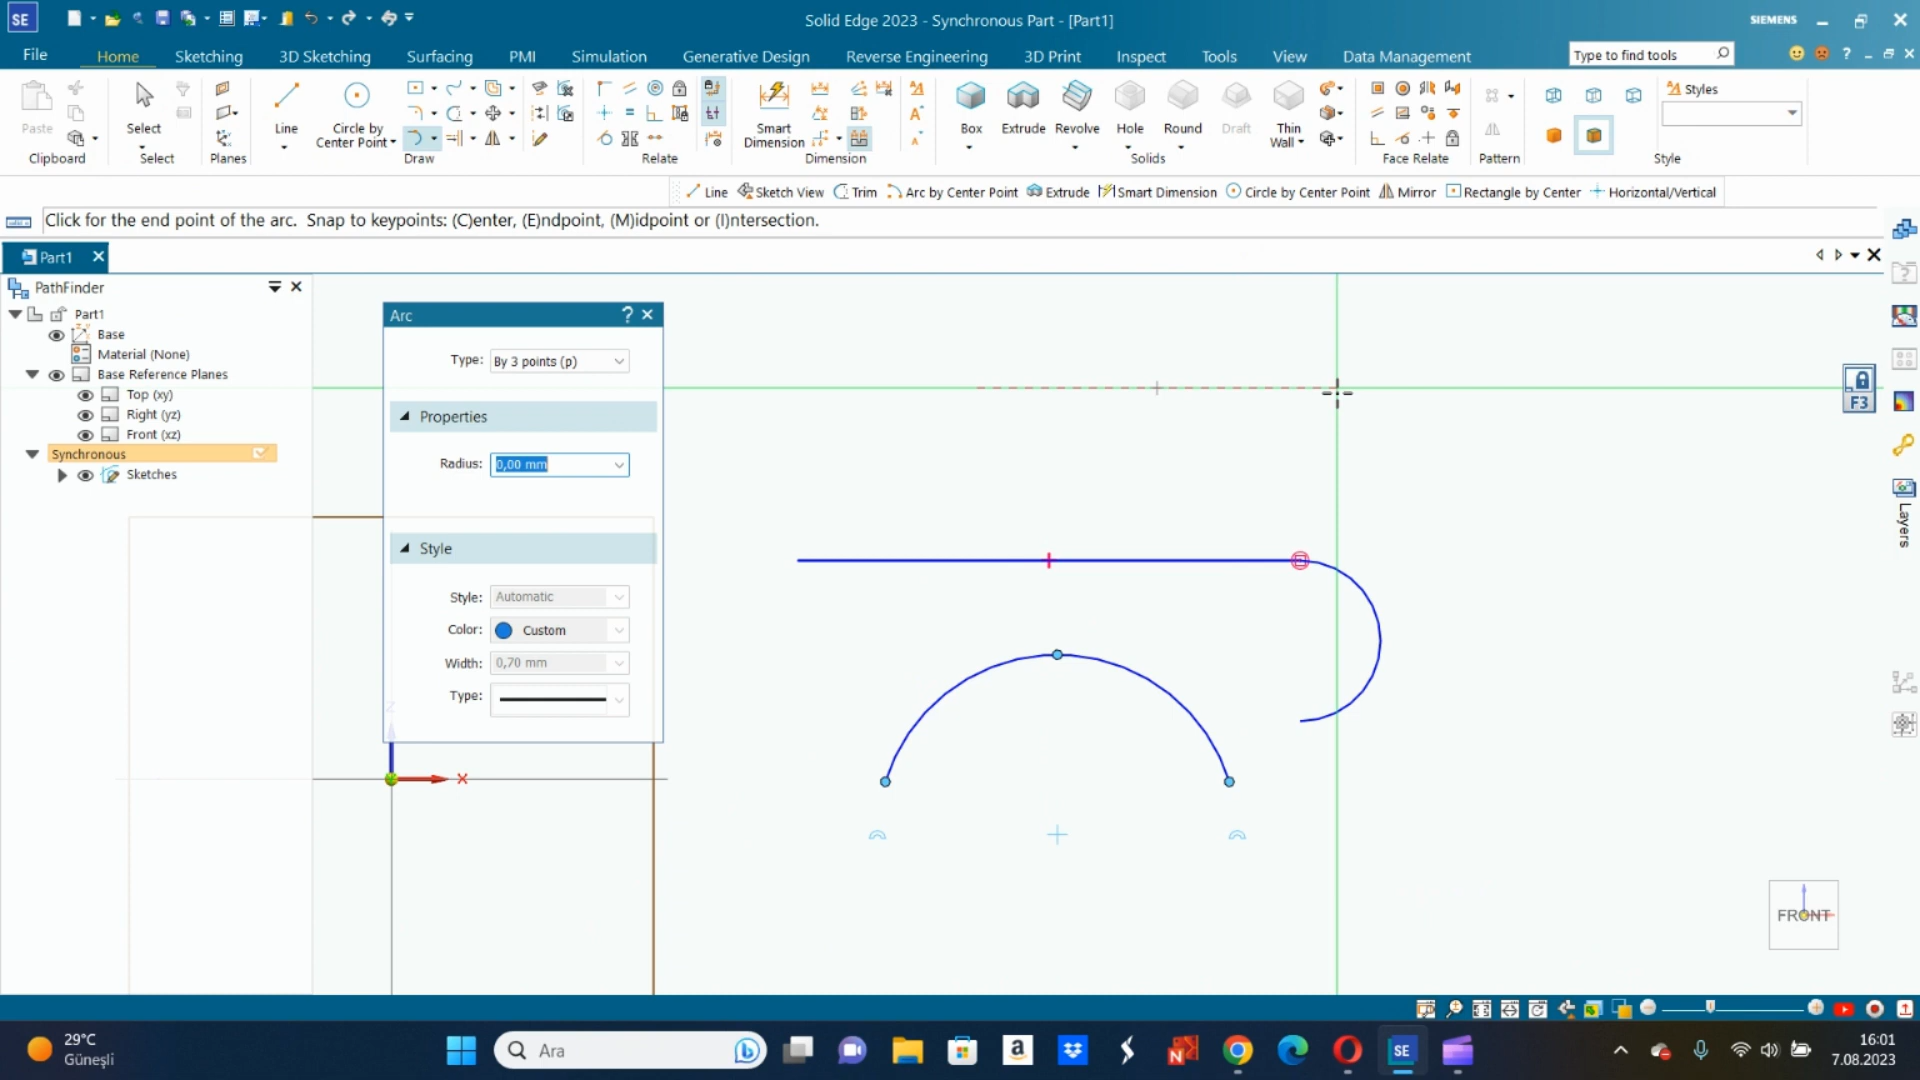 SE
Solid Edge 2023 - Synchronous Part - [Part1]
SIEMENS
File Home Sketching 3D Sketching Surfacing PMI Simulation Generative Design Reverse Engineering 3D Print Inspect Tools View Data Management
Type to find tools
Paste
Clipboard
Select
Select
Planes
Line
Circle by Center Point
Draw
Relate
Smart Dimension
Dimension
Box Extrude Revolve Hole Round Draft Thin Wall
Solids
Face Relate
Pattern
Styles
Style
Line Sketch View Trim Arc by Center Point Extrude Smart Dimension Circle by Center Point Mirror Rectangle by Center Horizontal/Vertical
Click for the end point of the arc. Snap to keypoints: (C)enter, (E)ndpoint, (M)idpoint or (I)ntersection.
Part1
PathFinder
Part1
Base
Material (None)
Base Reference Planes
Top (xy)
Right (yz)
Front (xz)
Synchronous
Sketches
Arc
Type: By 3 points (p)
Properties
Radius: 0,00 mm
Style
Style: Automatic
Color: Custom
Width: 0,70 mm
Type:
Z
X
F3
Layers
FRONT
29°C
Güneşli
Ara
SE
16:01
7.08.2023